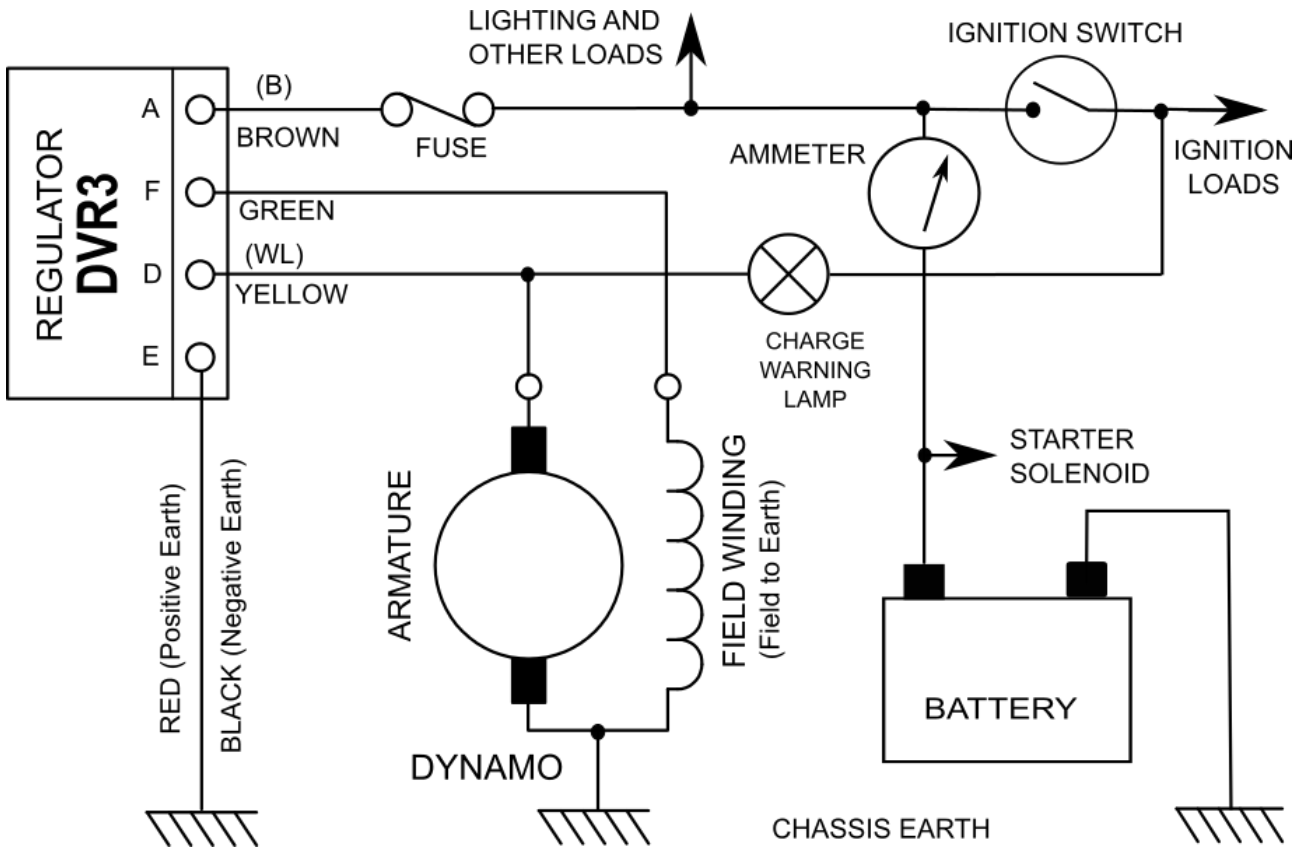 LIGHTING AND
OTHER LOADS
IGNITION SWITCH
REGULATOR
DVR3
A
(B)
BROWN
FUSE
AMMETER
IGNITION
LOADS
F
GREEN
D
(WL)
YELLOW
E
CHARGE
WARNING
LAMP
RED (Positive Earth)
BLACK (Negative Earth)
ARMATURE
FIELD WINDING
(Field to Earth)
STARTER
SOLENOID
BATTERY
DYNAMO
CHASSIS EARTH